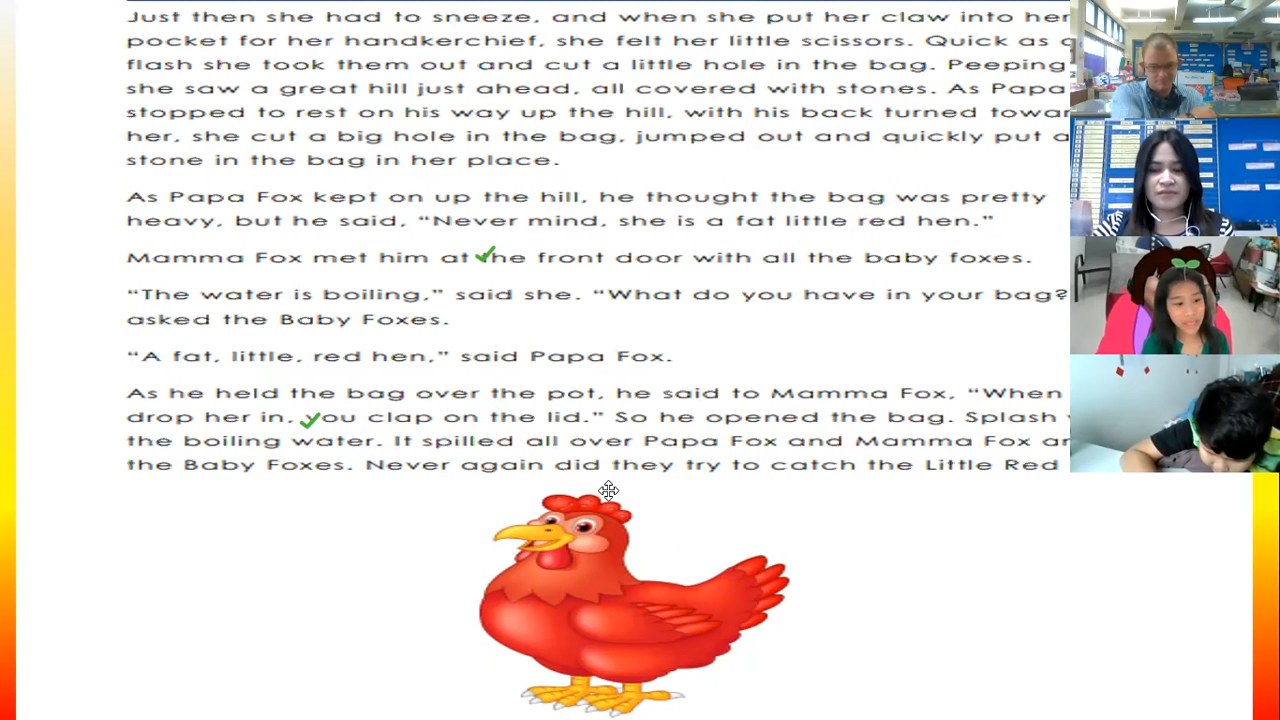 Just then she had to sneeze, and when she put her claw into her
pocket for her handkerchief, she felt her little scissors. Quick as
flash she took them out and cut a little hole in the bag. Peeping
she saw a great hill just ahead, all covered with stones. As Papa
stopped to rest on his way up the hill, with his back turned
her, she cut a big hole in the bag, jumped out and quickly put a
stone in the bag in her place.
As Papa Fox kept on up the hill, he thought the bag was pretty
heavy, but he said, “Never mind, she is a fat little red hen.”
Mamma Fox met him at the front door with all the baby foxes.
“The water is boiling,” said she. “What do you have in your bag?
asked the Baby Foxes.
“A fat, little, red hen,” said Papa Fox.
As he held the bag over the pot, he said to Mamma Fox, “When
drop her in, you clap on the lid.” So he opened the bag. Splash
the boiling water. It spilled all over Papa Fox and Mamma Fox
the Baby Foxes. Never again did they try to catch the Little Red